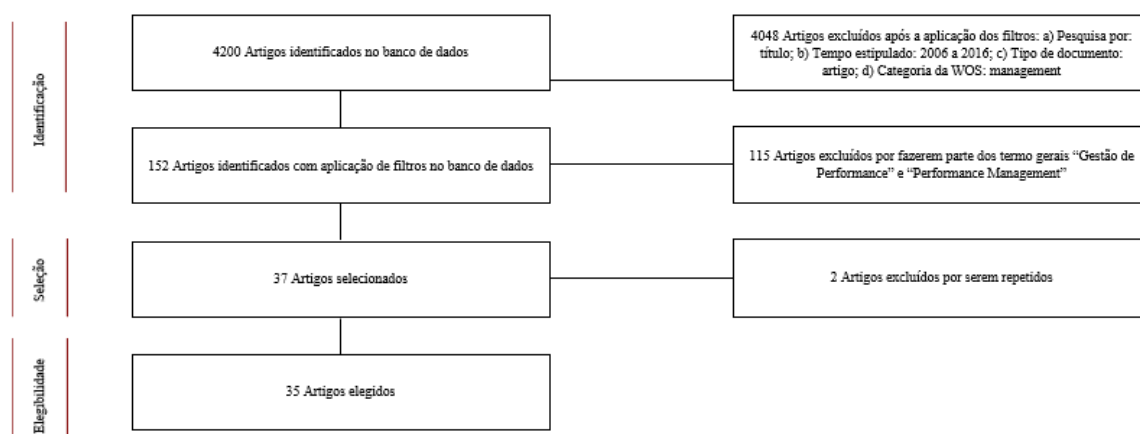 Identificação
4200 Artigos identificados no banco de dados
4048 Artigos excluídos após a aplicação dos filtros: a) Pesquisa por:
título; b) Tempo estipulado: 2006 a 2016; c) Tipo de documento:
artigo; d) Categoria da WOS: management
152 Artigos identificados com aplicação de filtros no banco de dados
115 Artigos excluídos por fazerem parte dos termo gerais “Gestão de
Performance” e “Performance Management”
Seleção
37 Artigos selecionados
2 Artigos excluídos por serem repetidos
Elegibilidade
35 Artigos elegidos